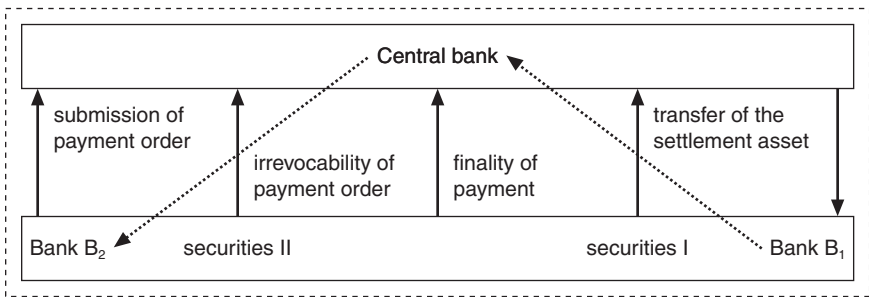 Central bank
submission of
payment order
irrevocability of
payment order
finality of
payment
transfer of the
settlement asset
Bank B₂
securities II
securities I
Bank B₁